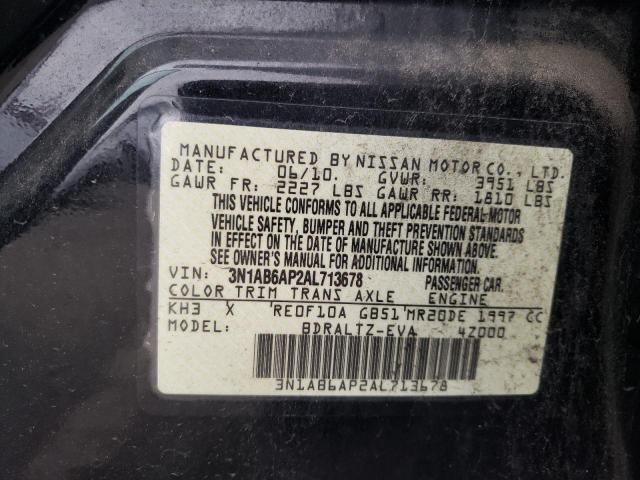 MANUFACTURED BY NISSAN MOTOR CO., LTD.
DATE: 06/10. GVWR: 3951 LBS
GAWR FR: 2227 LBS GAWR RR: 1810 LBS
THIS VEHICLE CONFORMS TO ALL APPLICABLE FEDERAL MOTOR
VEHICLE SAFETY, BUMPER AND THEFT PREVENTION STANDARDS
IN EFFECT ON THE DATE OF MANUFACTURE SHOWN ABOVE.
SEE OWNER'S MANUAL FOR ADDITIONAL INFORMATION.
VIN: 3N1AB6AP2AL713678 PASSENGER CAR
COLOR TRIM TRANS AXLE ENGINE
KH3 X RE0F10A GB51 MR20DE 1997 CC
MODEL: BDRALTZ-EVA 4Z000
3N1AB6AP2AL713678